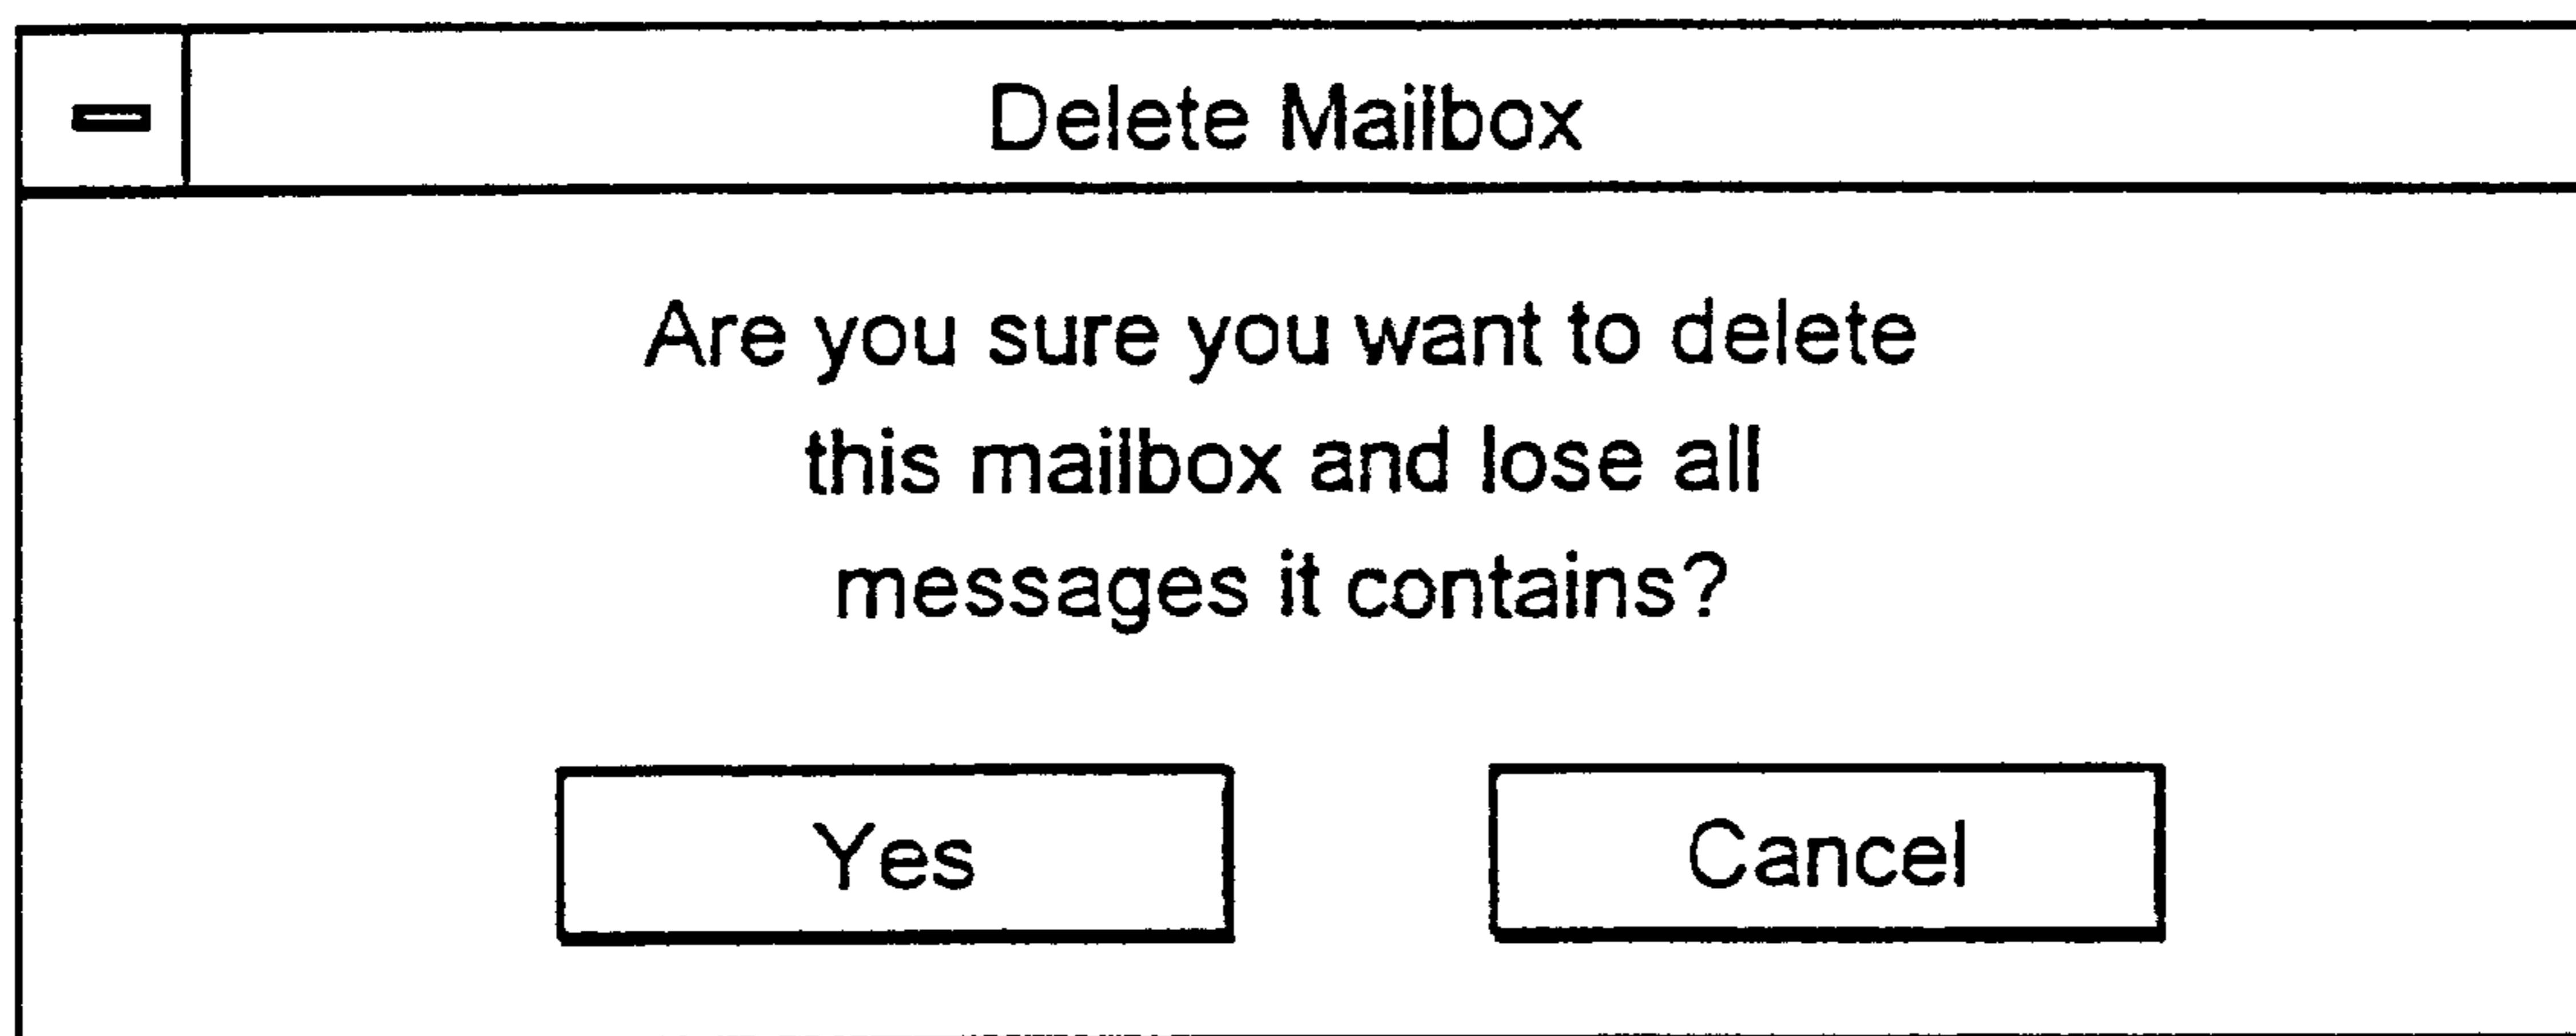 Delete Mailbox
Are you sure you want to delete
this mailbox and lose all
messages it contains?
Yes
Cancel